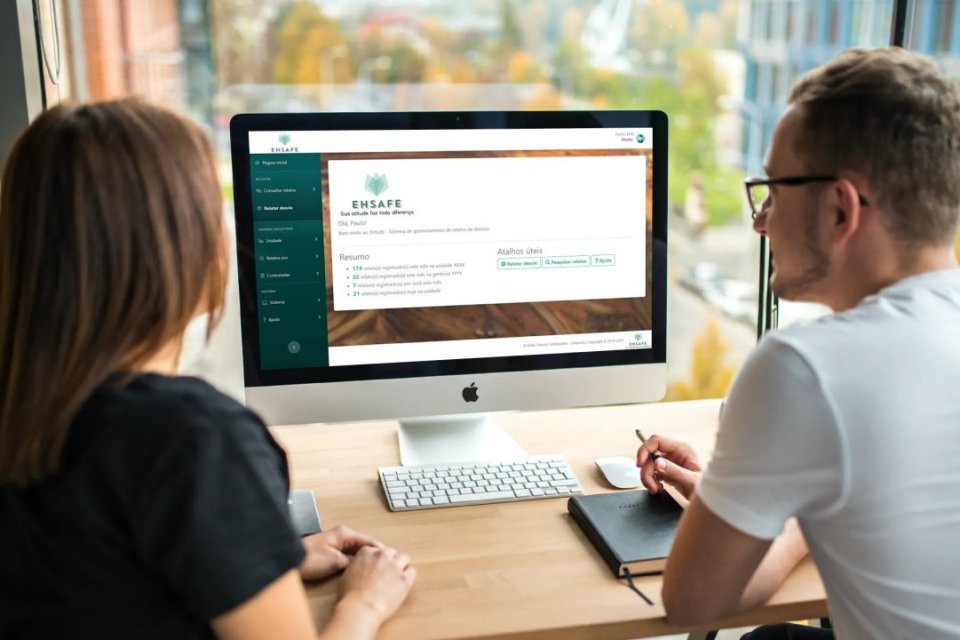 EHSAFE
Página inicial
Consultar relatos
Relatar desvio
Unidade
Relatos por
Contratadas
Sistema
Ajuda
EHSAFE
Sua atitude faz toda diferença
Olá, Paulo!
Bem vindo ao EHSafe - Sistema de gerenciamento de relatos de desvios
Resumo
174 relato(s) registrado(s) este mês na unidade XXXX
32 relato(s) registrado(s) este mês na gerência YYYY
7 relato(s) registrado(s) por você este mês
21 relato(s) registrado(s) hoje na unidade
Atalhos úteis
Relatar desvio
Pesquisar relatos
Ajuda
EHSAFE